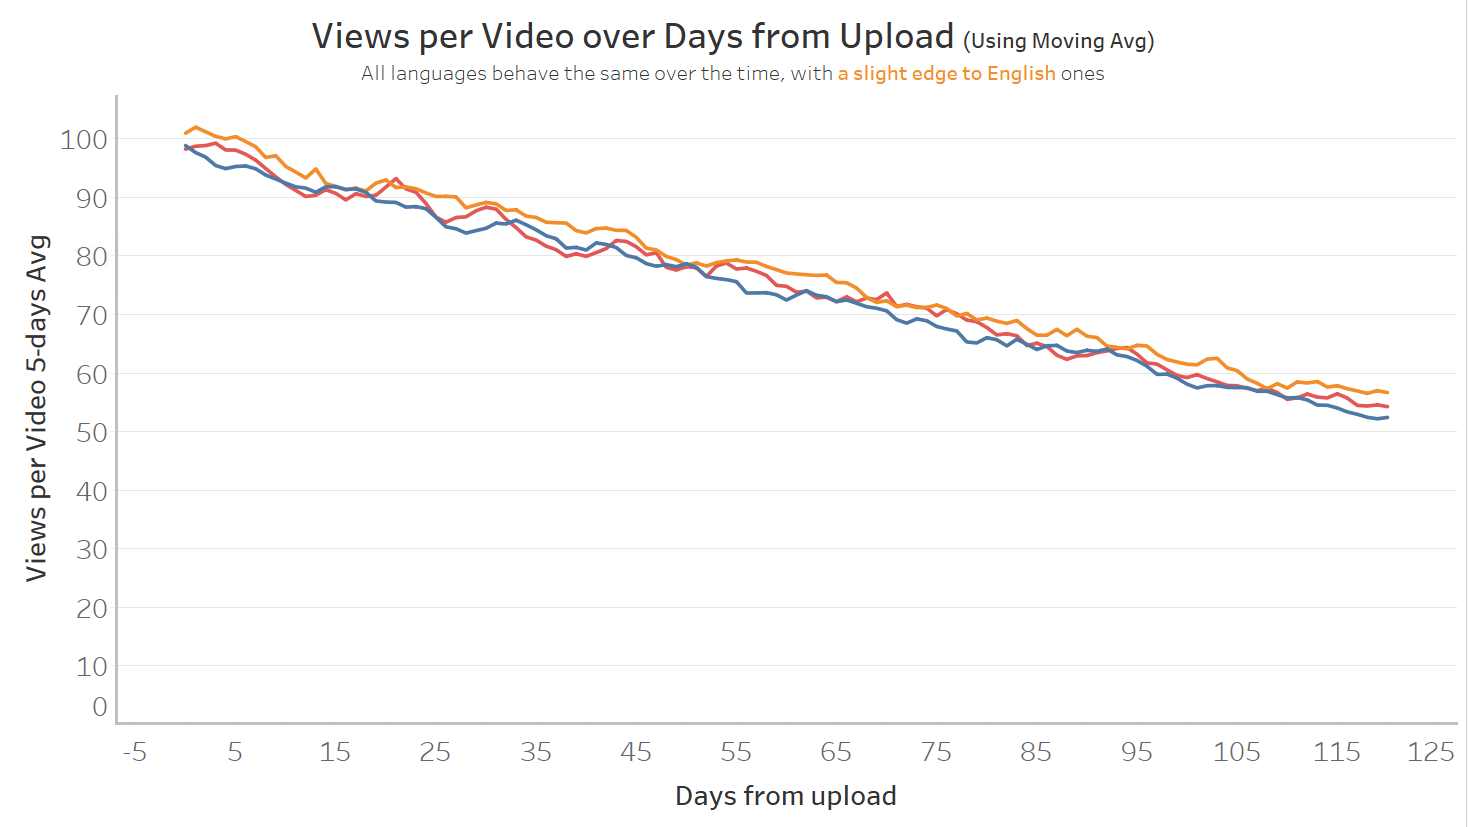 Views per Video over Days from Upload (Using Moving Avg)
All languages behave the same over the time, with a slight edge to English ones
Views per Video 5-days Avg
100
90
80
70
60
50
40
30
20
10
0
-5 5 15 25 35 45 55 65 75 85 95 105 115 125
Days from upload